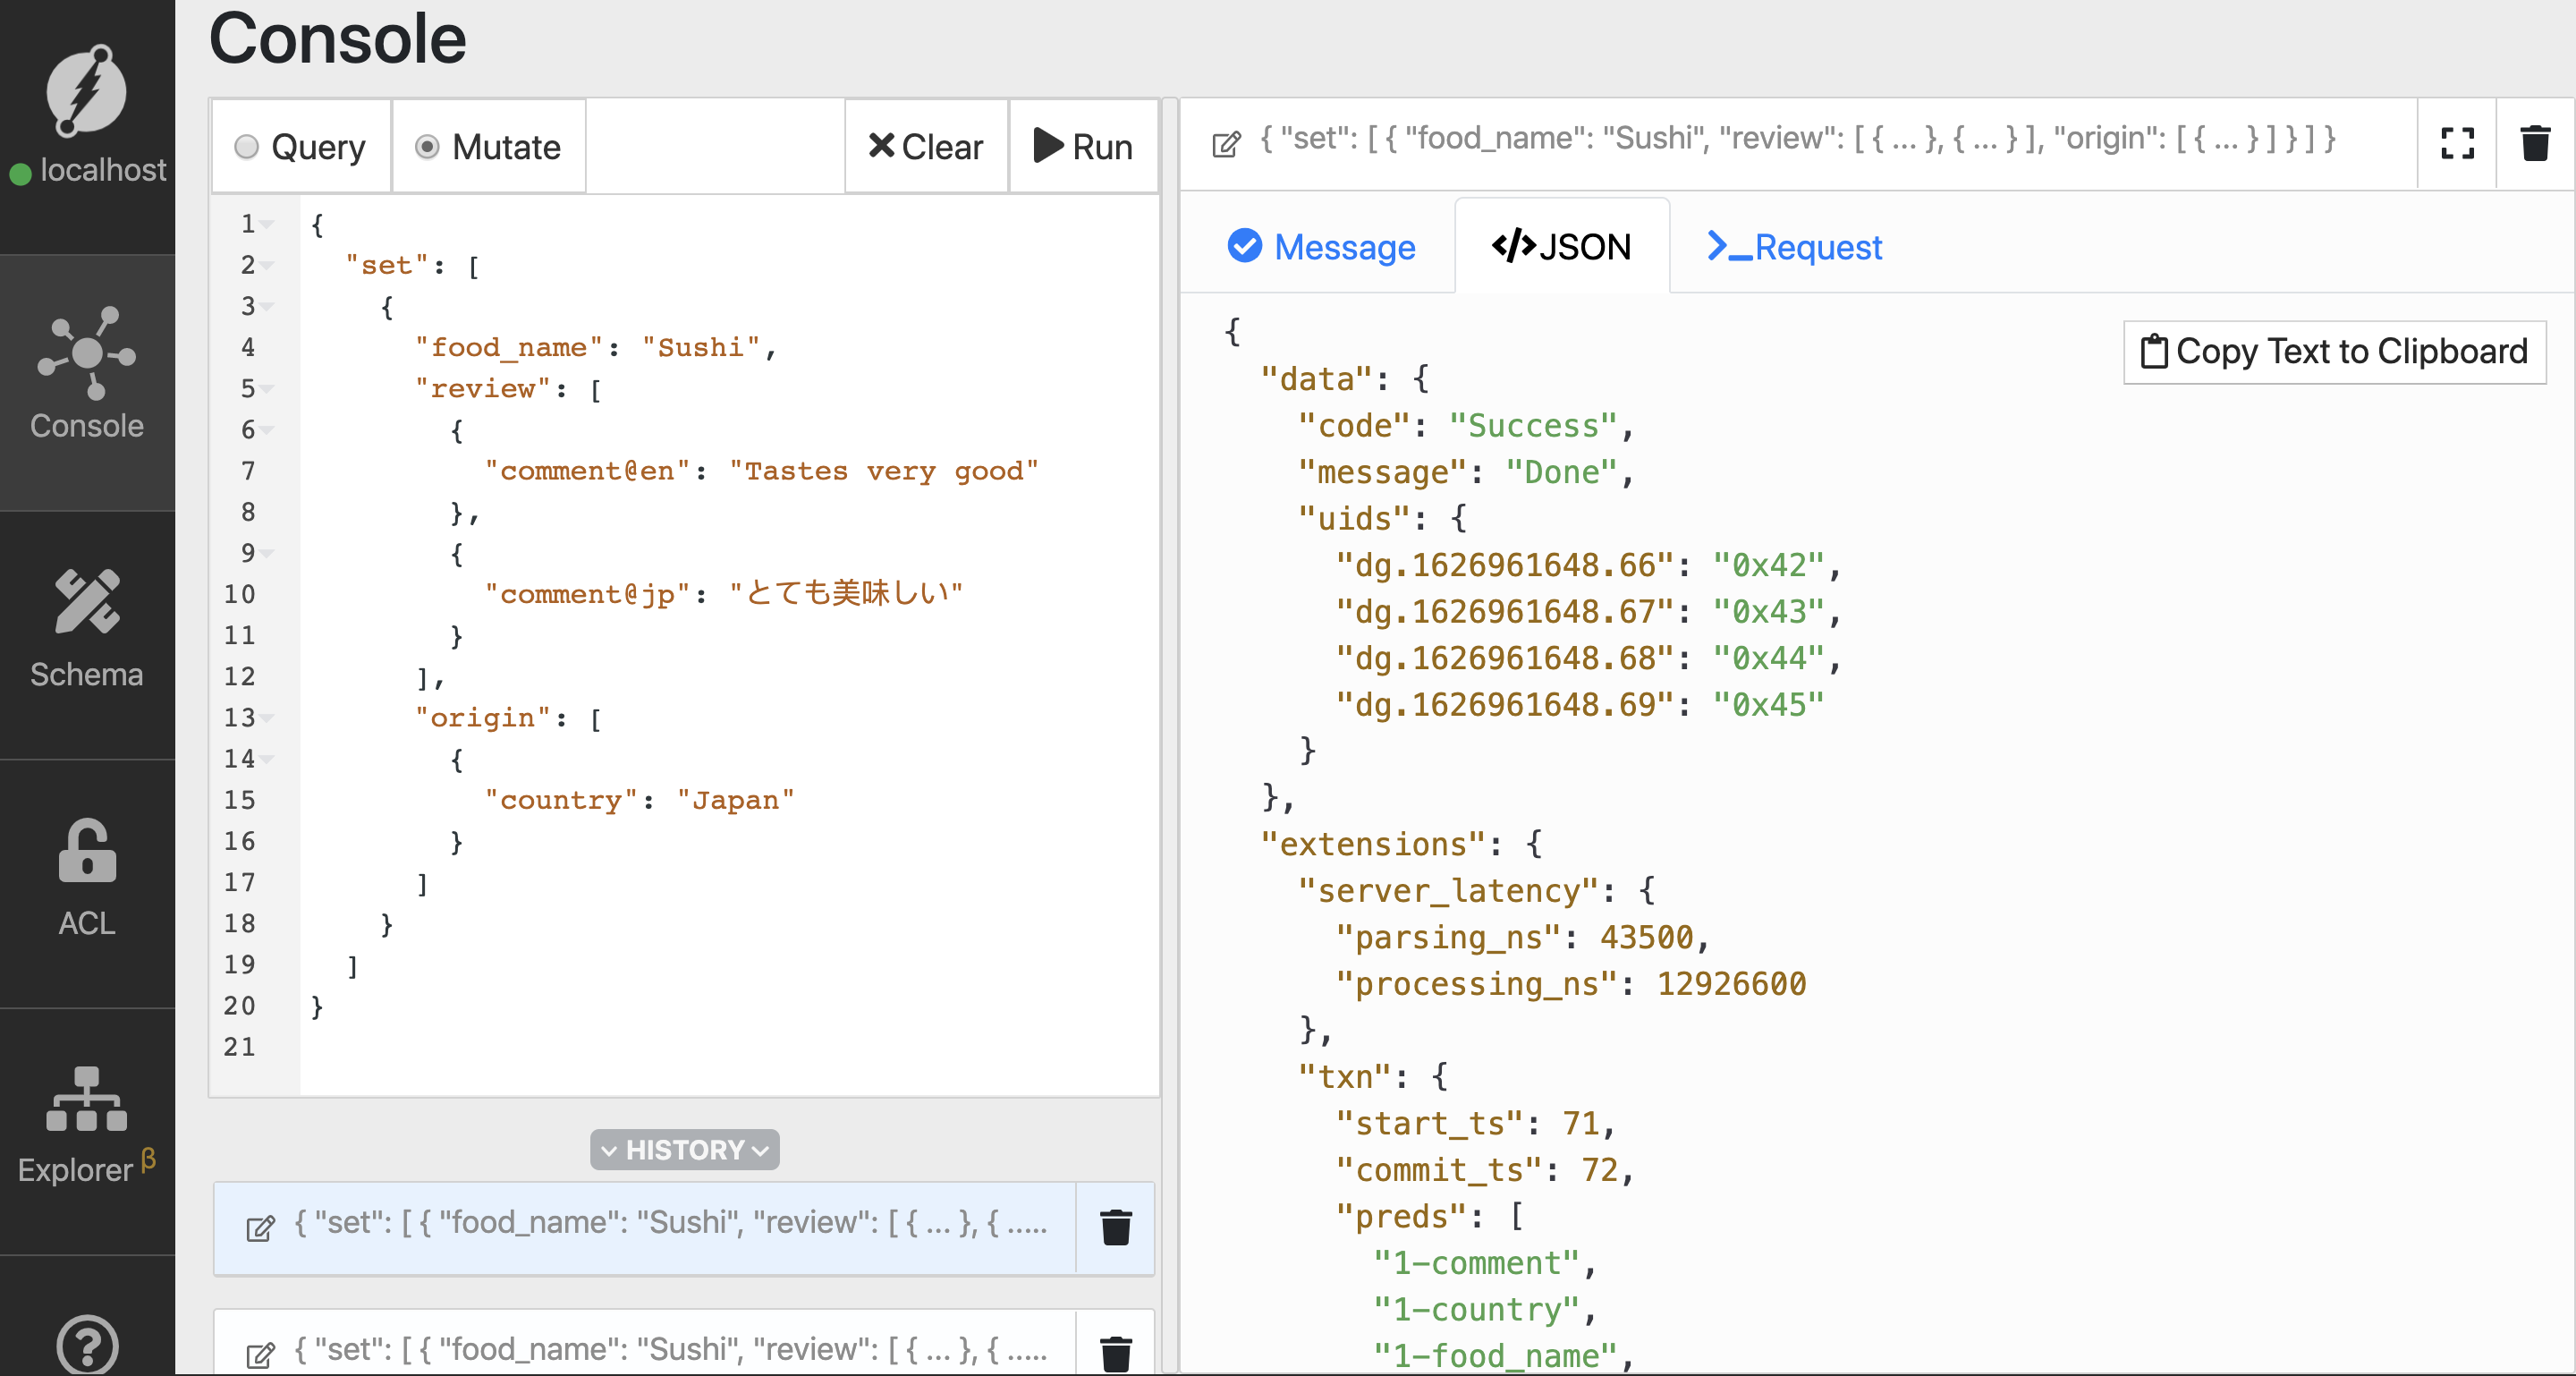 Console
localhost
Console
Schema
ACL
Explorer β
Query
Mutate
Clear
Run
1 {
2 "set": [
3 {
4 "food_name": "Sushi",
5 "review": [
6 {
7 "comment@en": "Tastes very good"
8 },
9 {
10 "comment@jp": "とても美味しい"
11 }
12 ],
13 "origin": [
14 {
15 "country": "Japan"
16 }
17 ]
18 }
19 ]
20 }
21
HISTORY
{ "set": [ { "food_name": "Sushi", "review": [ { ... }, { .....
{ "set": [ { "food_name": "Sushi", "review": [ { ... }, { .....
{ "set": [ { "food_name": "Sushi", "review": [ { ... }, { ... } ], "origin": [ { ... } ] } ] }
Message
</>JSON
>_Request
Copy Text to Clipboard
{
"data": {
"code": "Success",
"message": "Done",
"uids": {
"dg.1626961648.66": "0x42",
"dg.1626961648.67": "0x43",
"dg.1626961648.68": "0x44",
"dg.1626961648.69": "0x45"
}
},
"extensions": {
"server_latency": {
"parsing_ns": 43500,
"processing_ns": 12926600
},
"txn": {
"start_ts": 71,
"commit_ts": 72,
"preds": [
"1-comment",
"1-country",
"1-food_name",